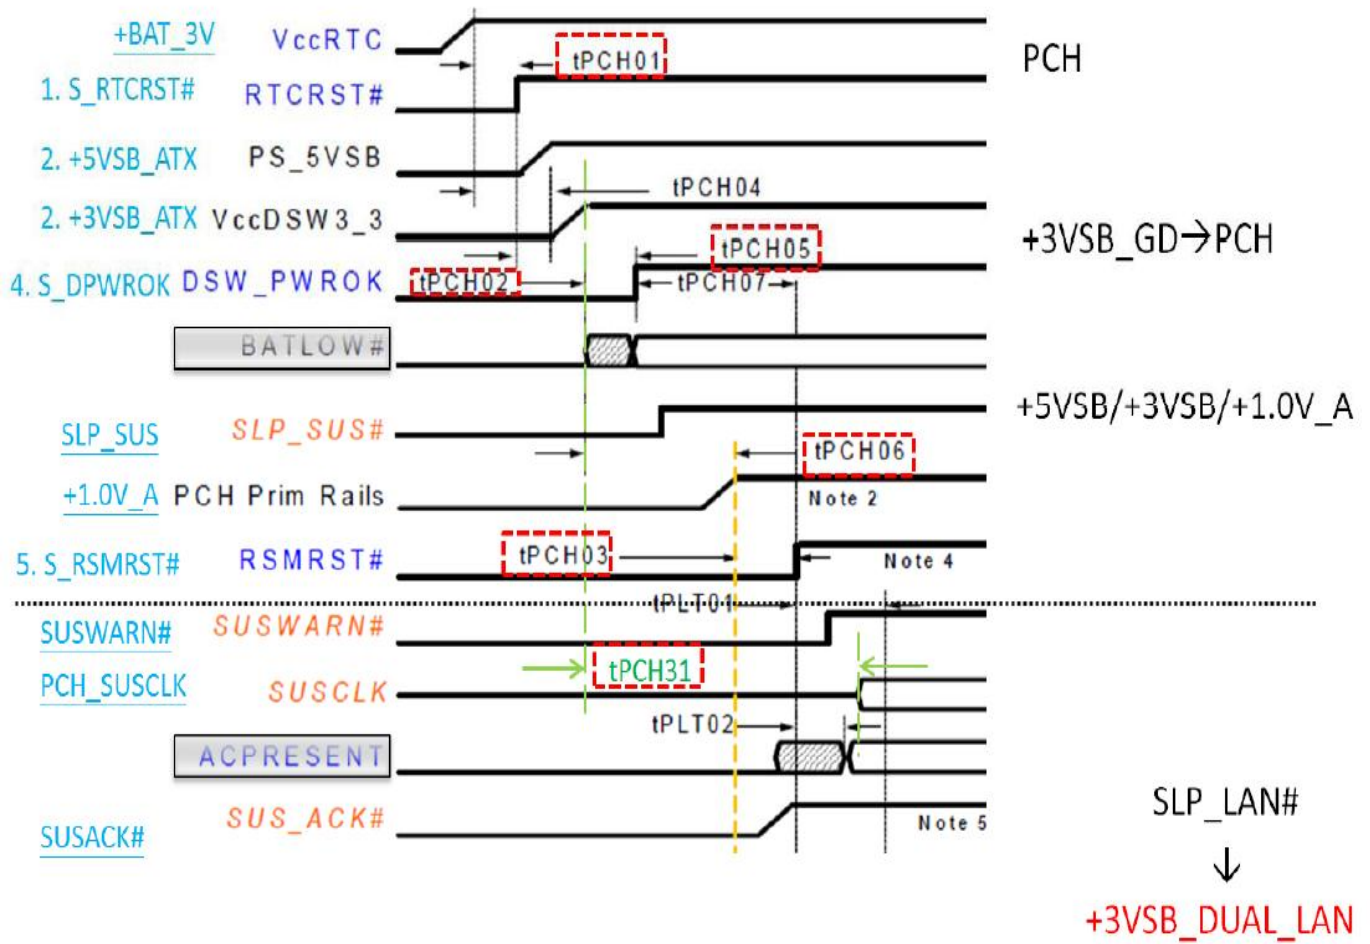 +BAT_3V VccRTC tPCH01 PCH
1. S_RTCRST# RTCRST#
2. +5VSB_ATX PS_5VSB
tPCH04
2. +3VSB_ATX VccDSW3_3
tPCH05 +3VSB_GD→PCH
4. S_DPWROK DSW_PWROK tPCH02 tPCH07
BATLOW#
+5VSB/+3VSB/+1.0V_A
SLP_SUS SLP_SUS#
tPCH06
+1.0V_A PCH Prim Rails Note 2
5. S_RSMRST# RSMRST# tPCH03 Note 4
tPLT01
SUSWARN# SUSWARN#
tPCH31
PCH_SUSCLK SUSCLK
tPLT02
ACPRESENT
SLP_LAN#
SUSACK# SUS_ACK# Note 5
↓
+3VSB_DUAL_LAN